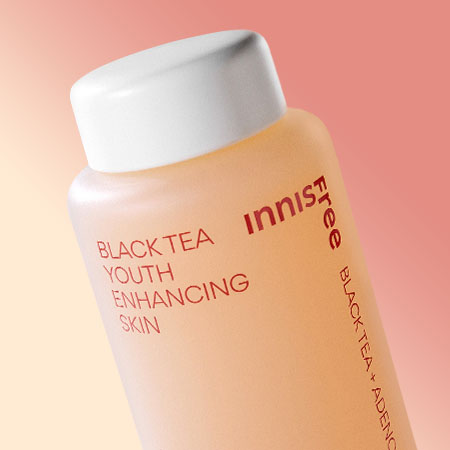 BLACK TEA
YOUTH
ENHANCING
SKIN
INNISFree
BLACK TEA +